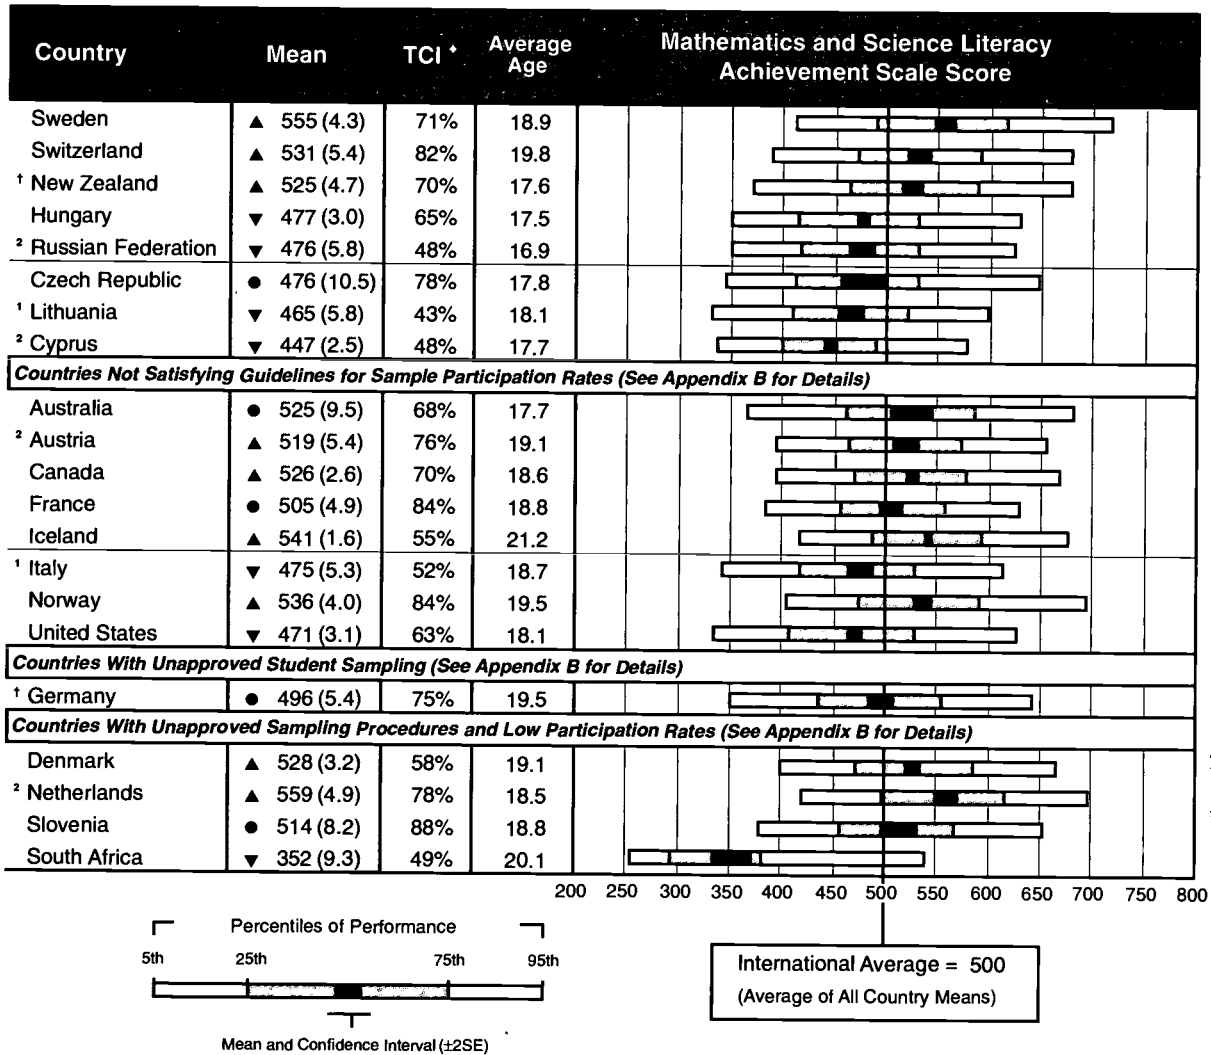 Country Mean TCI + Average Age Mathematics and Science Literacy Achievement Scale Score
Sweden ▲ 555 (4.3) 71% 18.9
Switzerland ▲ 531 (5.4) 82% 19.8
† New Zealand ▲ 525 (4.7) 70% 17.6
Hungary ▼ 477 (3.0) 65% 17.5
² Russian Federation ▼ 476 (5.8) 48% 16.9
Czech Republic ● 476 (10.5) 78% 17.8
¹ Lithuania ▼ 465 (5.8) 43% 18.1
² Cyprus ▼ 447 (2.5) 48% 17.7
Countries Not Satisfying Guidelines for Sample Participation Rates (See Appendix B for Details)
Australia ● 525 (9.5) 68% 17.7
² Austria ▲ 519 (5.4) 76% 19.1
Canada ▲ 526 (2.6) 70% 18.6
France ● 505 (4.9) 84% 18.8
Iceland ▲ 541 (1.6) 55% 21.2
¹ Italy ▼ 475 (5.3) 52% 18.7
Norway ▲ 536 (4.0) 84% 19.5
United States ▼ 471 (3.1) 63% 18.1
Countries With Unapproved Student Sampling (See Appendix B for Details)
† Germany ● 496 (5.4) 75% 19.5
Countries With Unapproved Sampling Procedures and Low Participation Rates (See Appendix B for Details)
Denmark ▲ 528 (3.2) 58% 19.1
² Netherlands ▲ 559 (4.9) 78% 18.5
Slovenia ● 514 (8.2) 88% 18.8
South Africa ▼ 352 (9.3) 49% 20.1
200 250 300 350 400 450 500 550 600 650 700 750 800
Percentiles of Performance
5th 25th 75th 95th
Mean and Confidence Interval (±2SE)
International Average = 500
(Average of All Country Means)